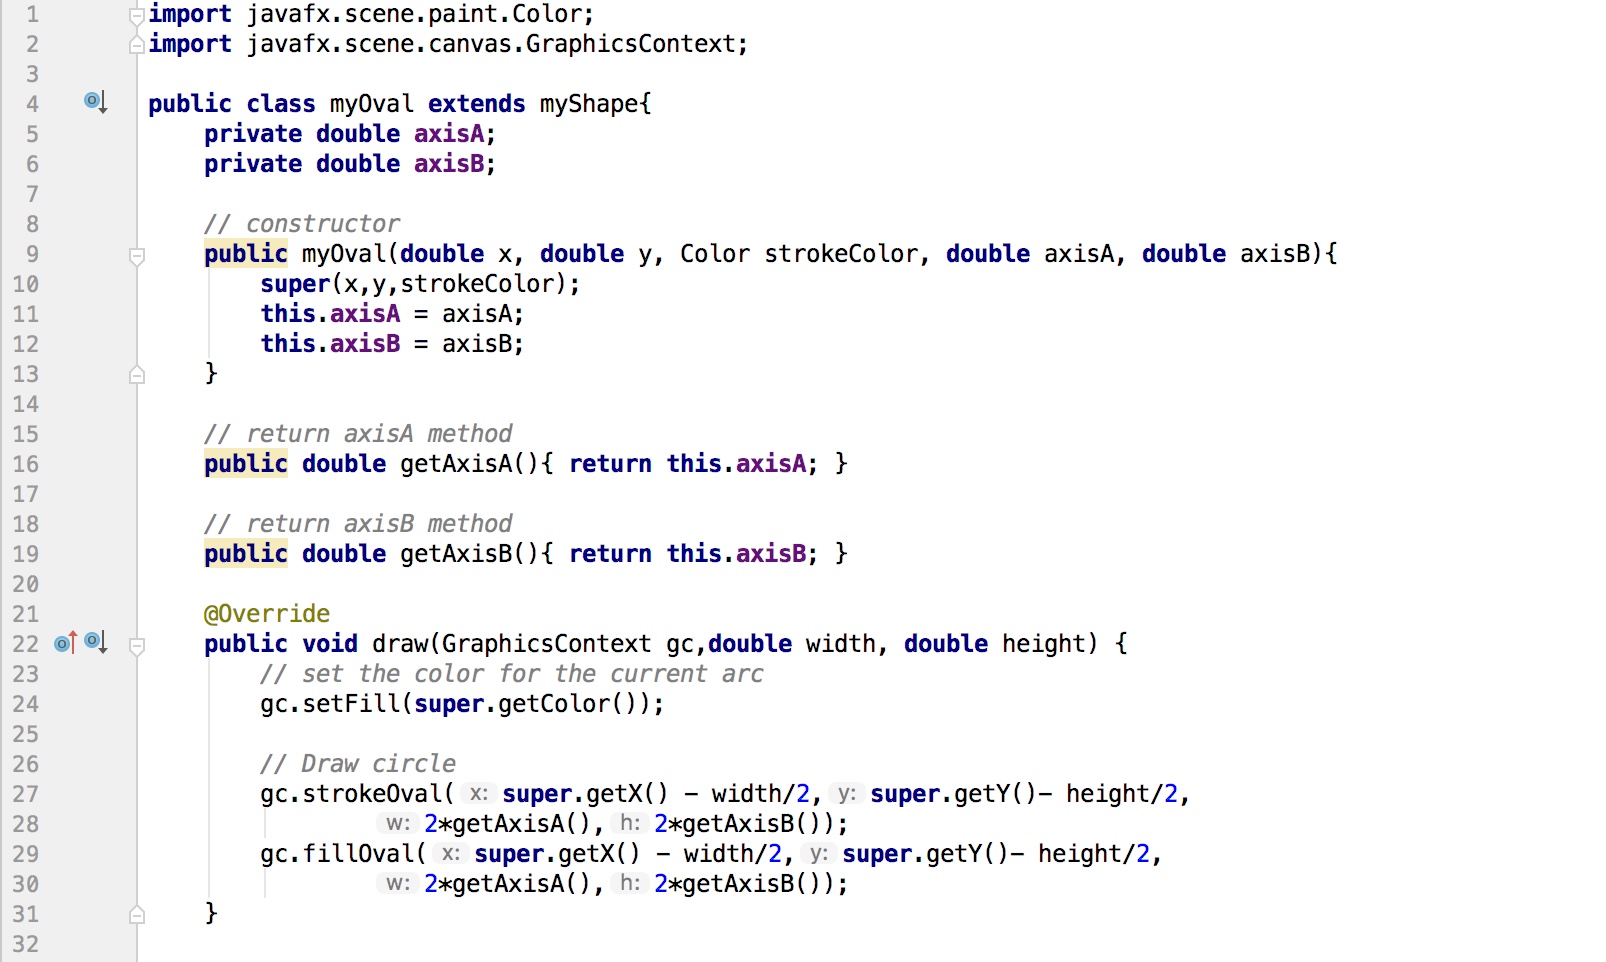 1 import javafx.scene.paint.Color;
2 import javafx.scene.canvas.GraphicsContext;
3
4 public class myOval extends myShape{
5     private double axisA;
6     private double axisB;
7
8     // constructor
9     public myOval(double x, double y, Color strokeColor, double axisA, double axisB){
10         super(x,y,strokeColor);
11         this.axisA = axisA;
12         this.axisB = axisB;
13     }
14
15     // return axisA method
16     public double getAxisA(){ return this.axisA; }
17
18     // return axisB method
19     public double getAxisB(){ return this.axisB; }
20
21     @Override
22     public void draw(GraphicsContext gc,double width, double height) {
23         // set the color for the current arc
24         gc.setFill(super.getColor());
25
26         // Draw circle
27         gc.strokeOval( x: super.getX() - width/2, y: super.getY()- height/2,
28                 w: 2*getAxisA(), h: 2*getAxisB());
29         gc.fillOval( x: super.getX() - width/2, y: super.getY()- height/2,
30                 w: 2*getAxisA(), h: 2*getAxisB());
31     }
32